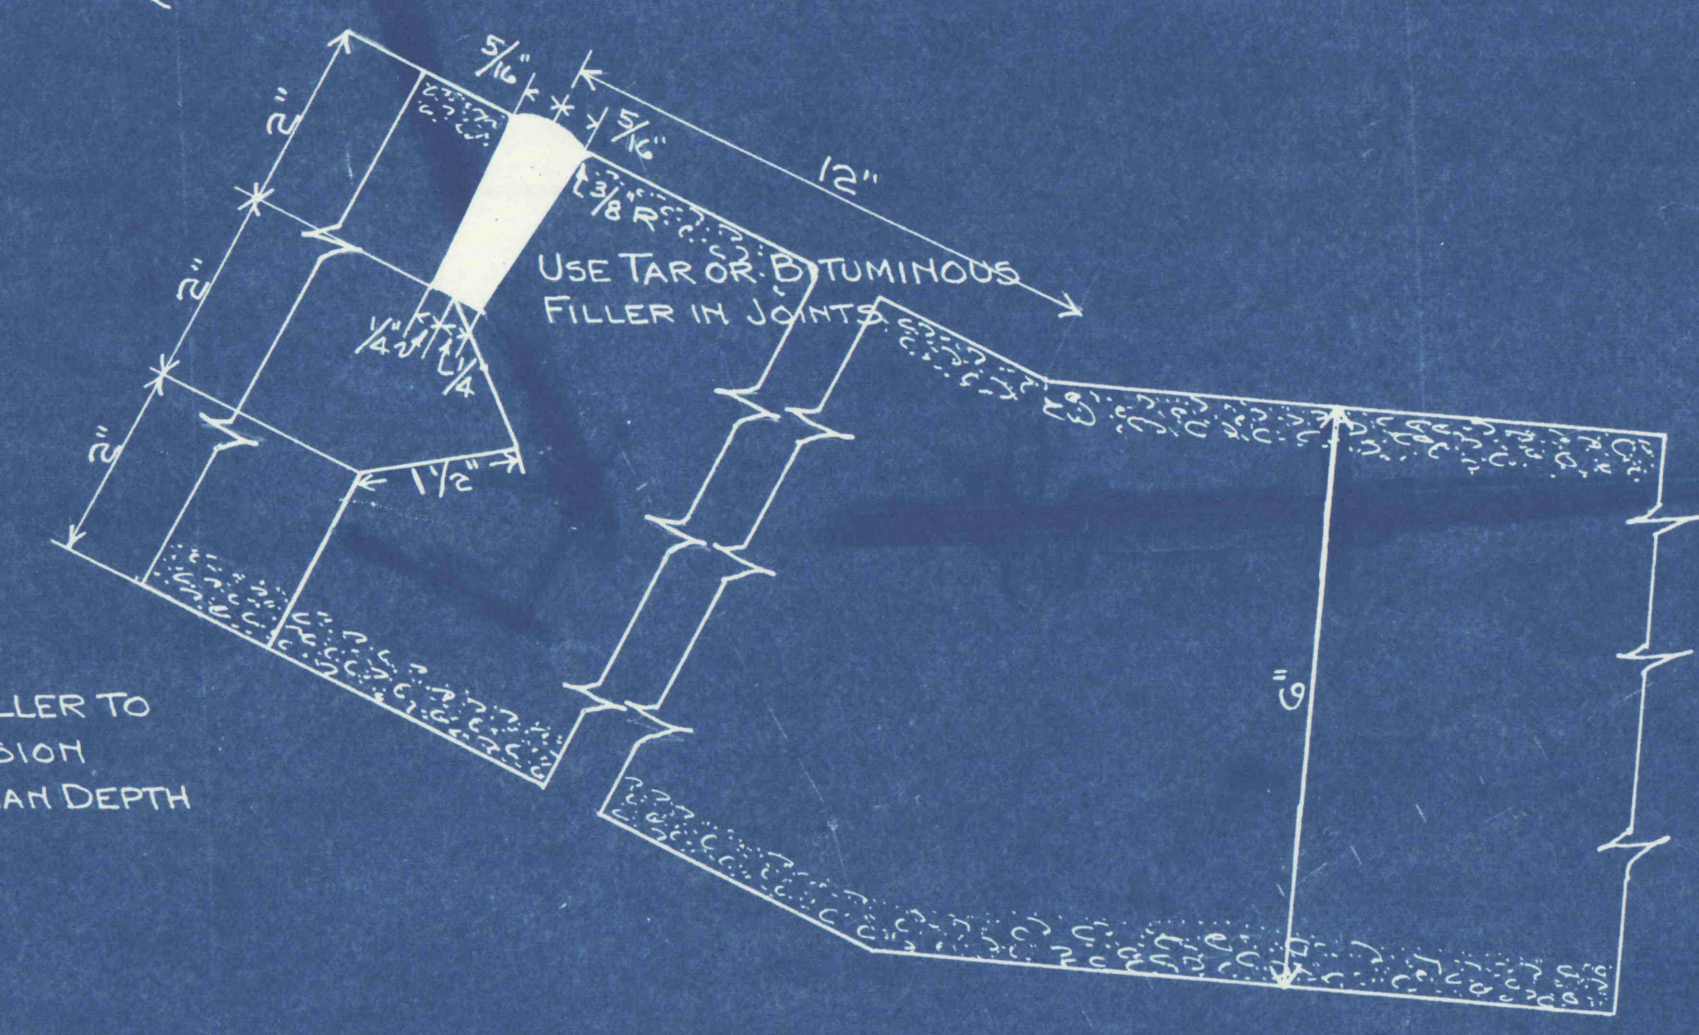 5/16"
5/16"
2"
12"
3/8" R
USE TAR OR BITUMINOUS
FILLER IN JOINTS
2"
1/4"
1/4
2"
1 1/2"
6"
LLER TO
SION
AN DEPTH